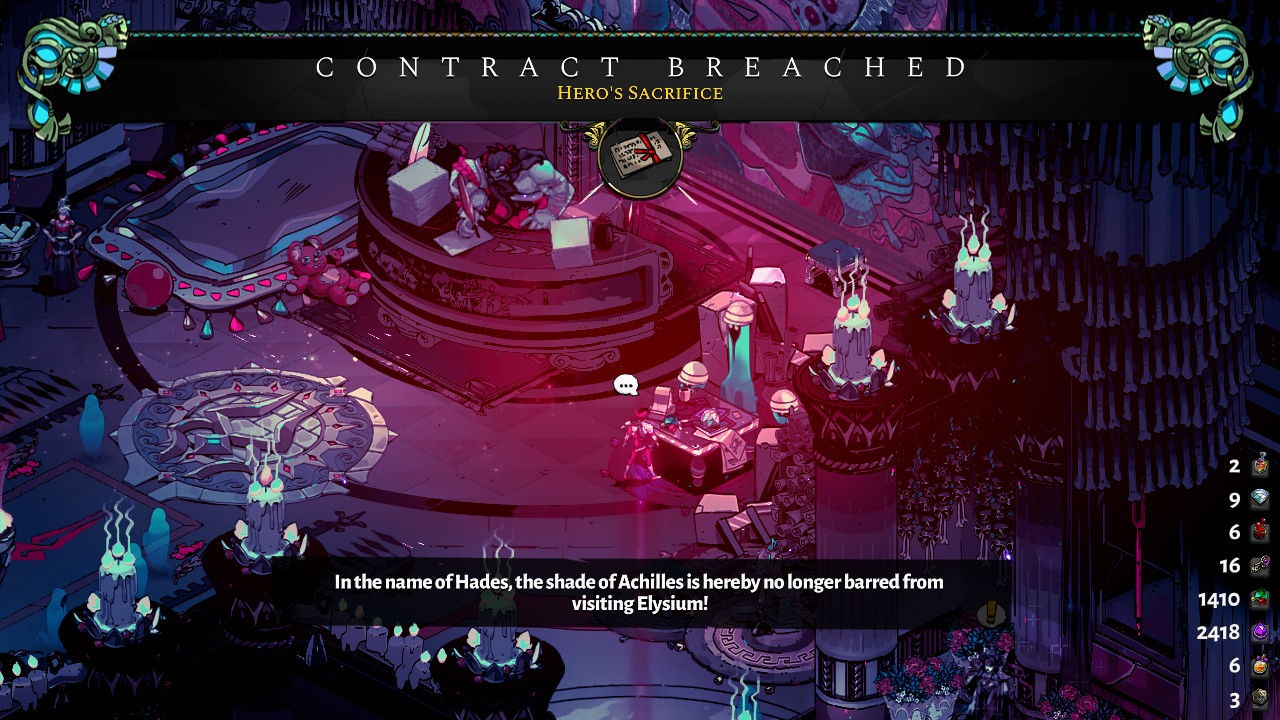 CONTRACT BREACHED
HERO'S SACRIFICE
In the name of Hades, the shade of Achilles is hereby no longer barred from
visiting Elysium!
2
9
6
16
1410
2418
6
3